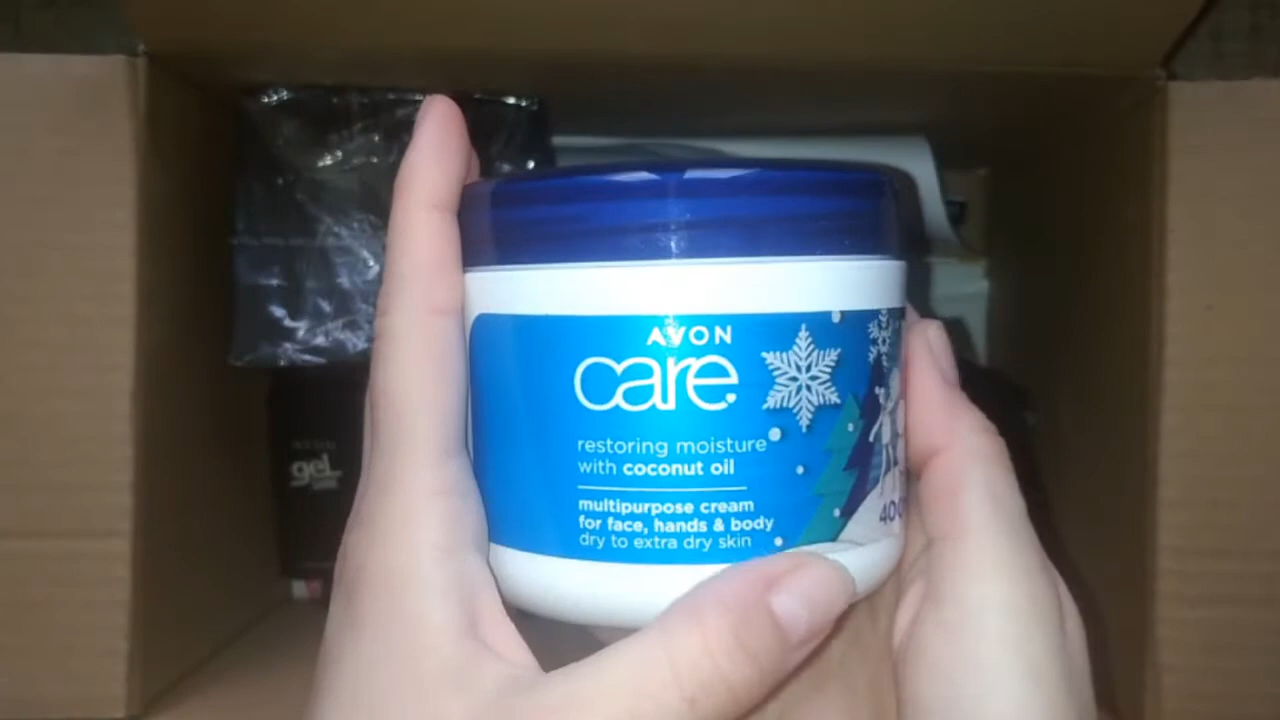 AVON
care
restoring moisture
with coconut oil
multipurpose cream
for face, hands & body
dry to extra dry skin
400
gel